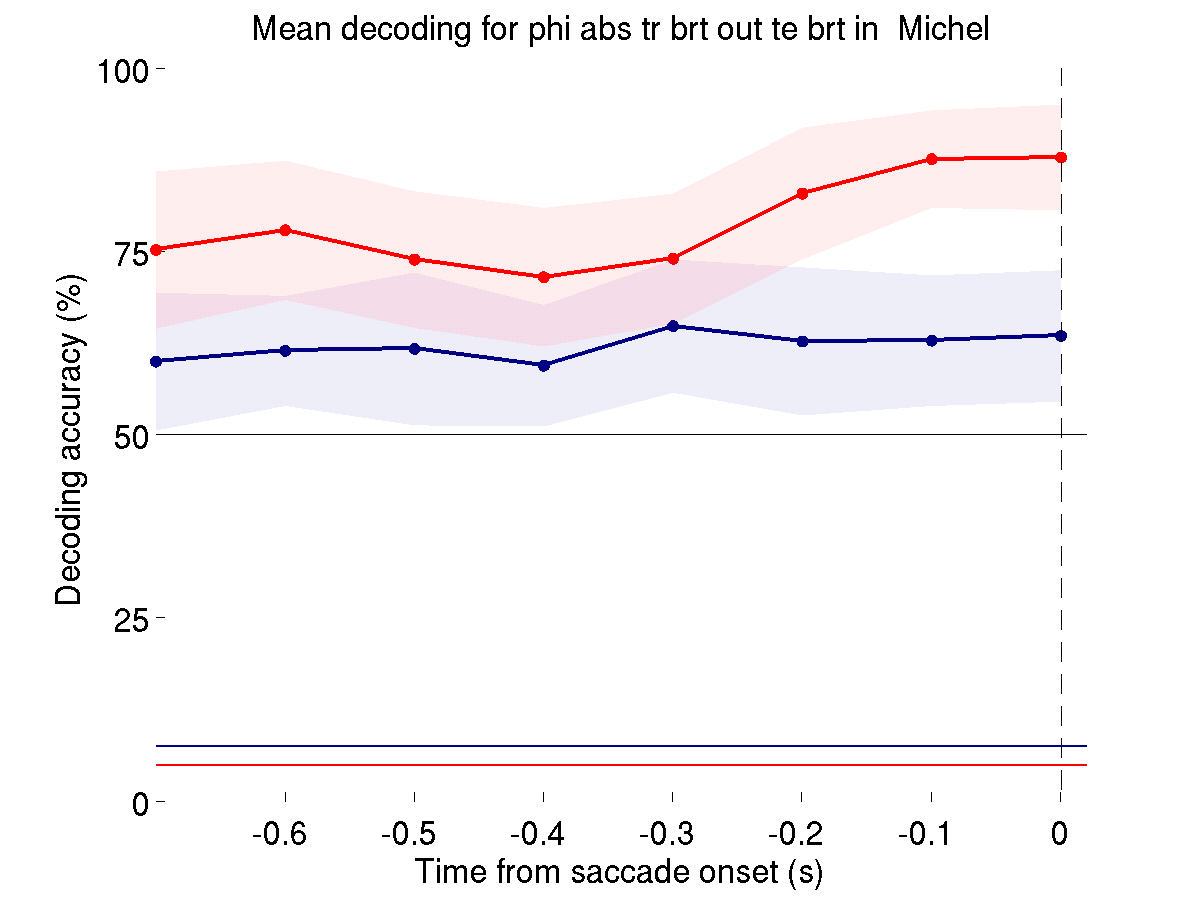 Mean decoding for phi abs tr brt out te brt in  Michel
100
75
50
25
0
Decoding accuracy (%)
-0.6 -0.5 -0.4 -0.3 -0.2 -0.1 0
Time from saccade onset (s)